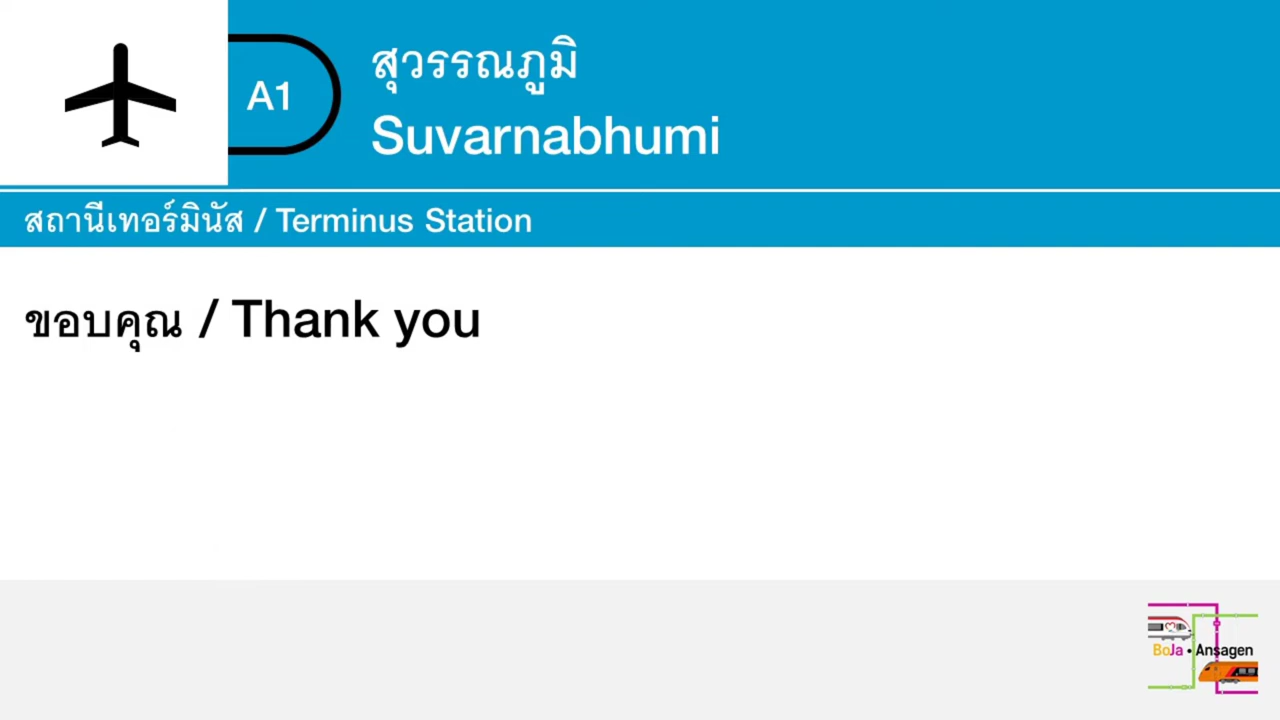 A1
สุวรรณภูมิ
Suvarnabhumi
สถานีเทอร์มินัส / Terminus Station
ขอบคุณ / Thank you
BoJa • Ansagen